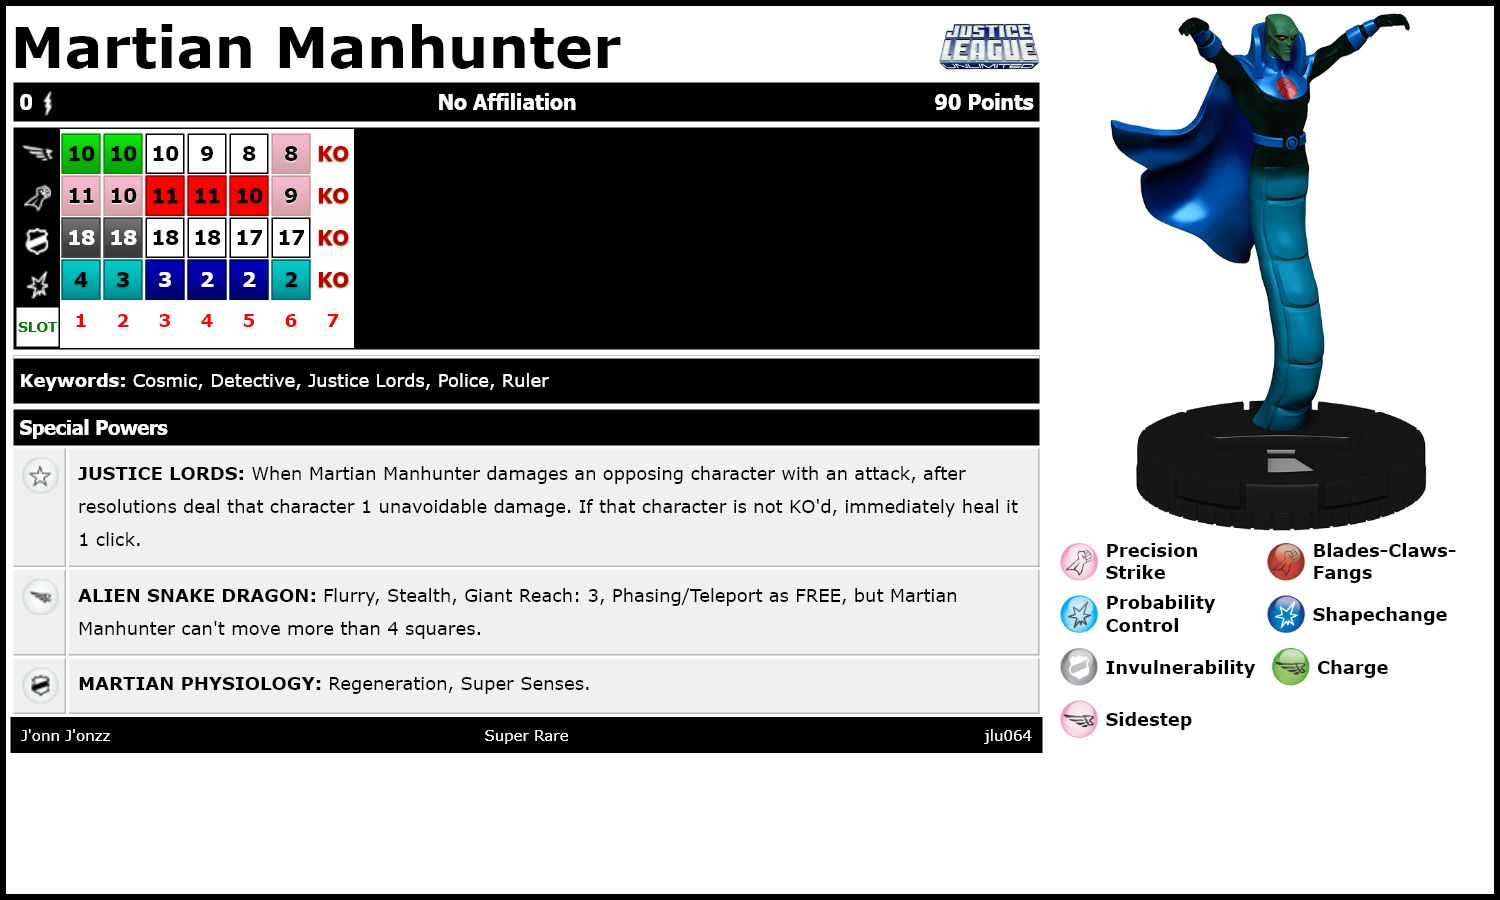 Martian Manhunter
JUSTICE
LEAGUE
UNLIMITED
0 No Affiliation 90 Points
10 10 10 9 8 8 KO
11 10 11 11 10 9 KO
18 18 18 18 17 17 KO
4 3 3 2 2 2 KO
SLOT 1 2 3 4 5 6 7
Keywords: Cosmic, Detective, Justice Lords, Police, Ruler
Special Powers
JUSTICE LORDS: When Martian Manhunter damages an opposing character with an attack, after
resolutions deal that character 1 unavoidable damage. If that character is not KO'd, immediately heal it
1 click.
ALIEN SNAKE DRAGON: Flurry, Stealth, Giant Reach: 3, Phasing/Teleport as FREE, but Martian
Manhunter can't move more than 4 squares.
MARTIAN PHYSIOLOGY: Regeneration, Super Senses.
J'onn J'onzz Super Rare jlu064
Precision
Strike
Blades-Claws-
Fangs
Probability
Control
Shapechange
Invulnerability
Charge
Sidestep